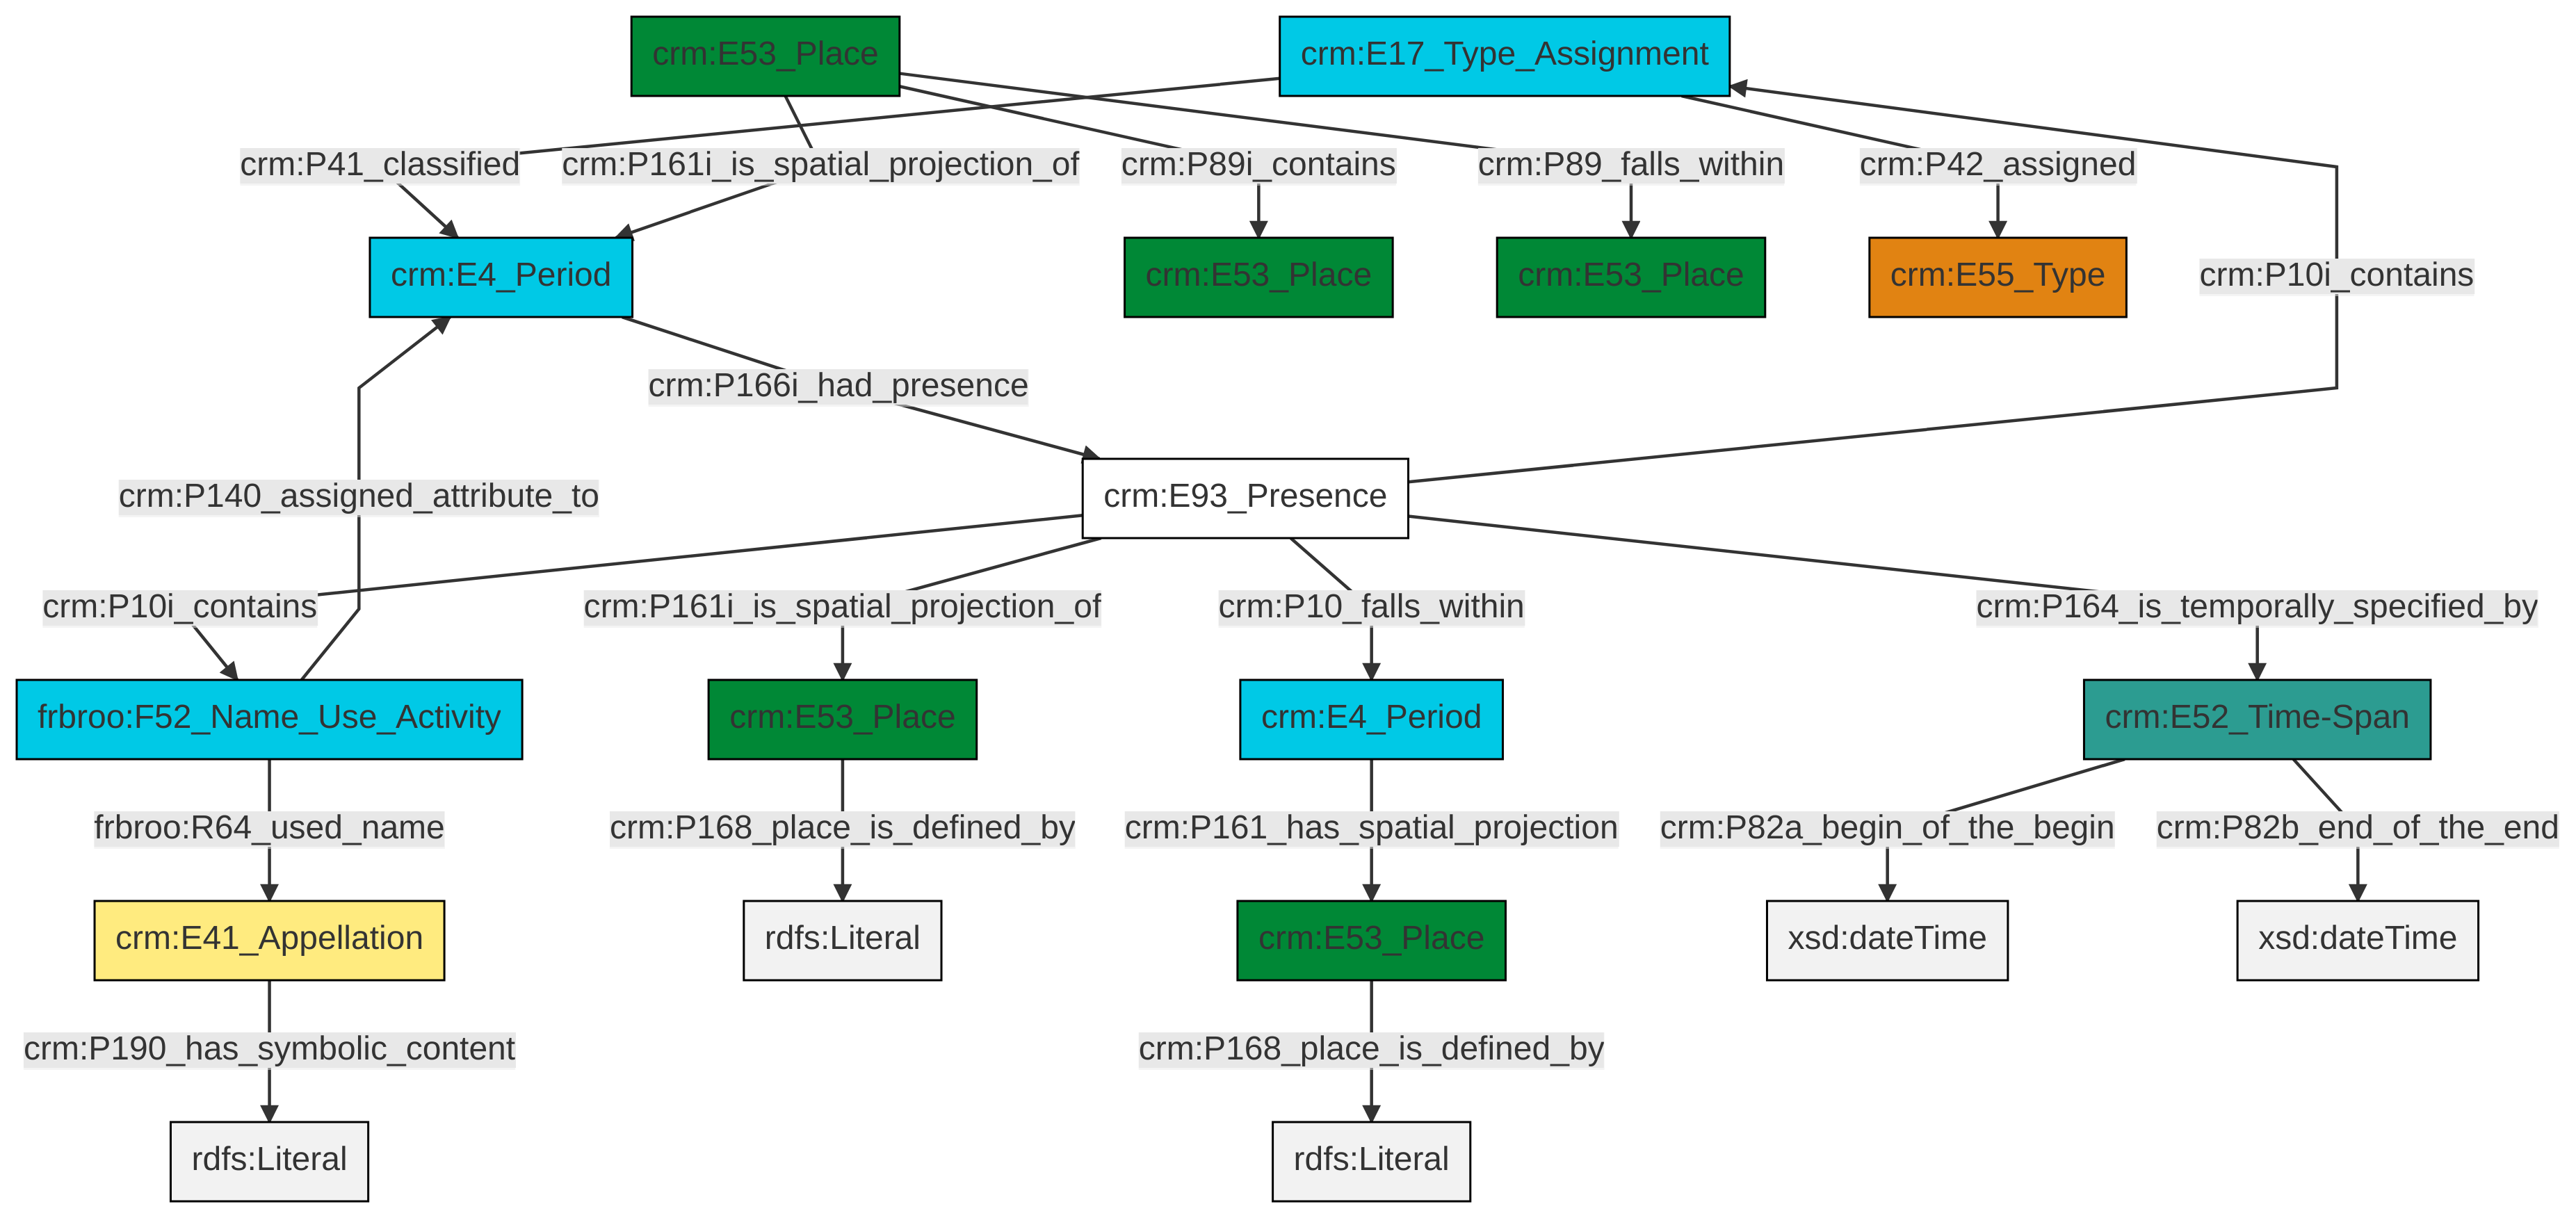 crm:E53_Place
crm:E17_Type_Assignment
crm:P41_classified
crm:P161i_is_spatial_projection_of
crm:P89i_contains
crm:P89_falls_within
crm:P42_assigned
crm:E4_Period
crm:E53_Place
crm:E53_Place
crm:E55_Type
crm:P10i_contains
crm:P166i_had_presence
crm:P140_assigned_attribute_to
crm:E93_Presence
crm:P10i_contains
crm:P161i_is_spatial_projection_of
crm:P10_falls_within
crm:P164_is_temporally_specified_by
frbroo:F52_Name_Use_Activity
crm:E53_Place
crm:E4_Period
crm:E52_Time-Span
frbroo:R64_used_name
crm:P168_place_is_defined_by
crm:P161_has_spatial_projection
crm:P82a_begin_of_the_begin
crm:P82b_end_of_the_end
crm:E41_Appellation
rdfs:Literal
crm:E53_Place
xsd:dateTime
xsd:dateTime
crm:P190_has_symbolic_content
crm:P168_place_is_defined_by
rdfs:Literal
rdfs:Literal